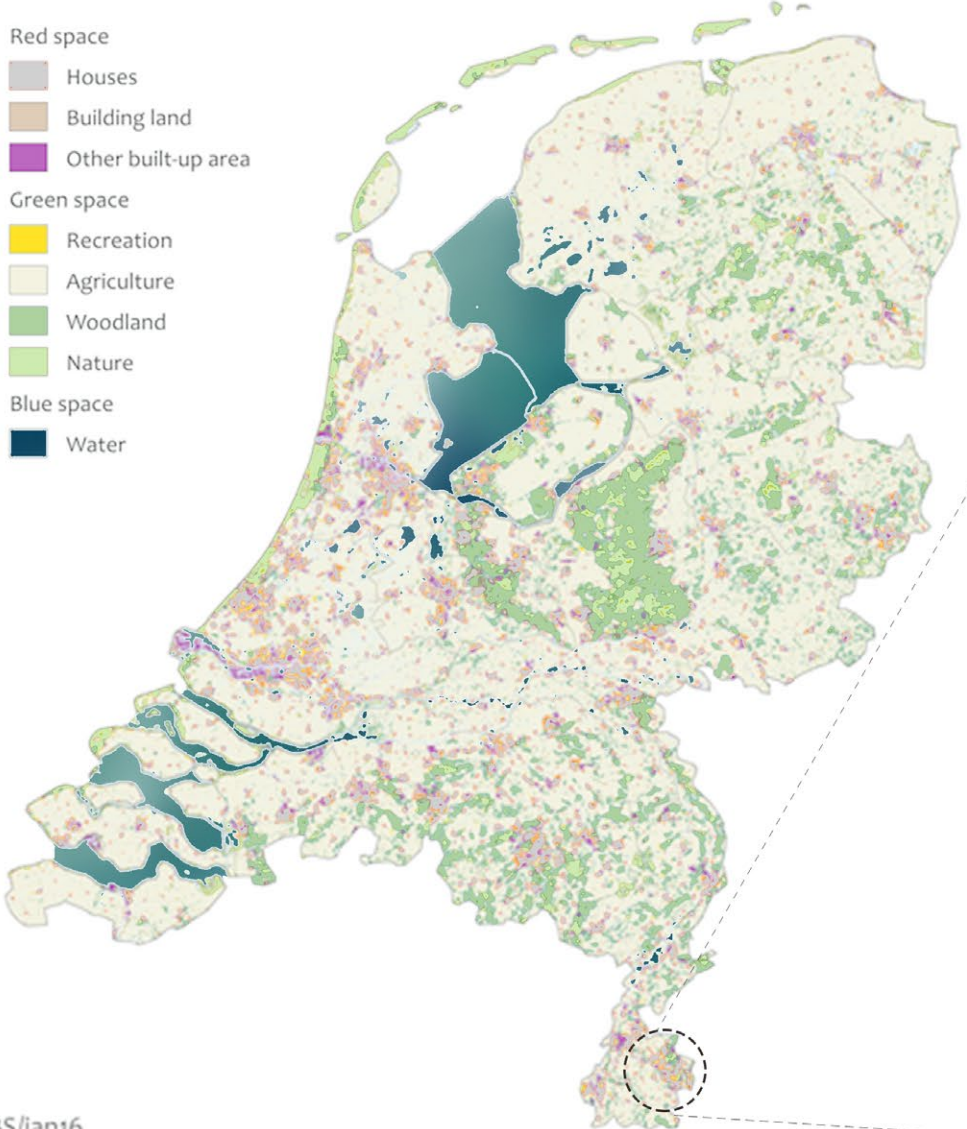 Red space
Houses
Building land
Other built-up area
Green space
Recreation
Agriculture
Woodland
Nature
Blue space
Water